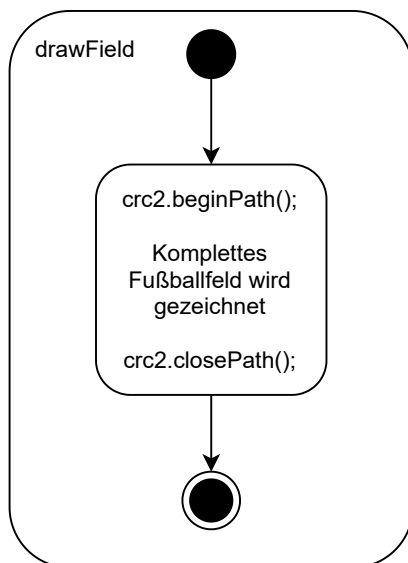 drawField
crc2.beginPath();
Komplettes
Fußballfeld wird
gezeichnet
crc2.closePath();